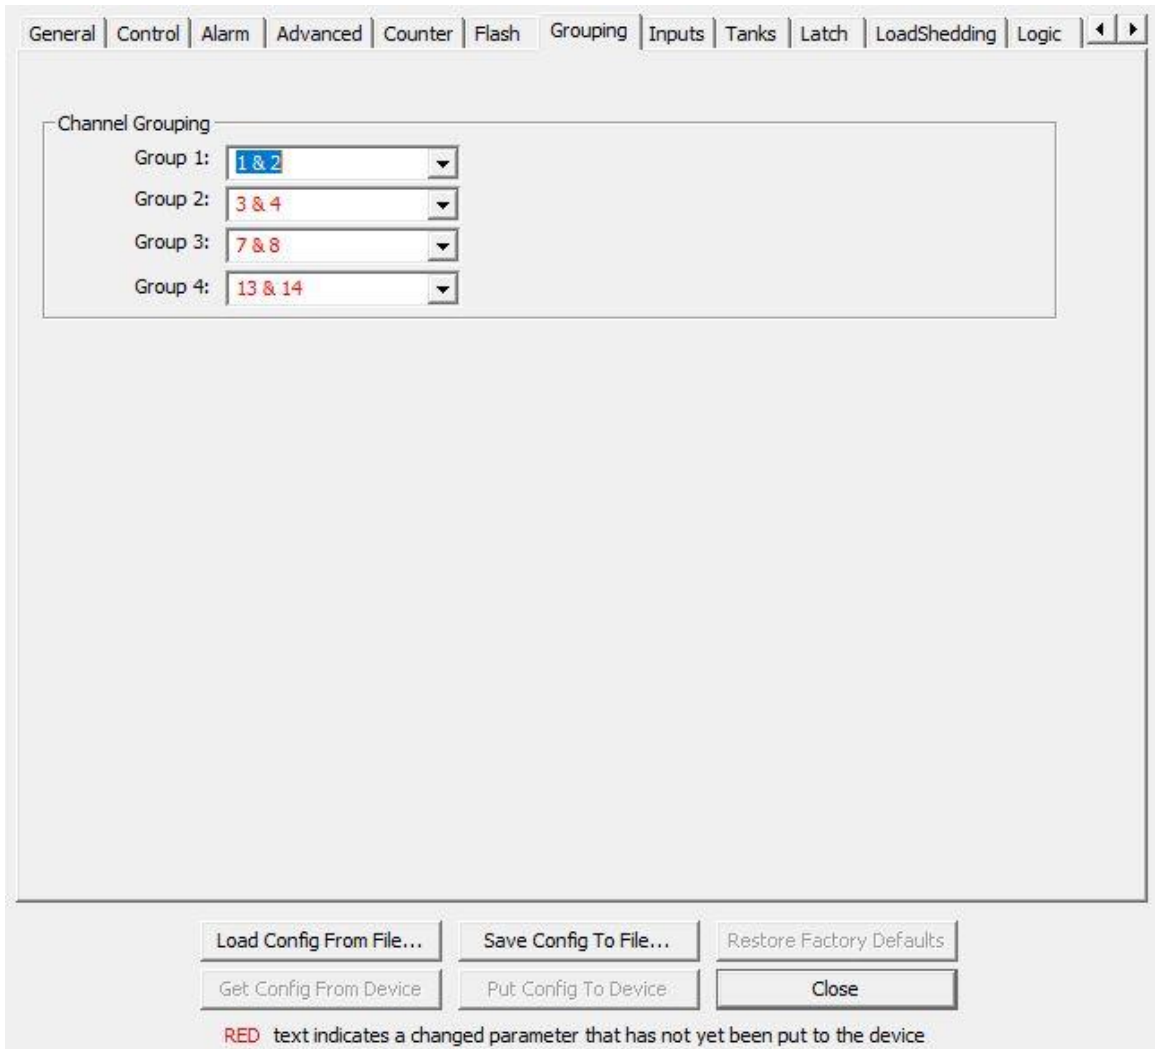 General Control Alarm Advanced Counter Flash Grouping Inputs Tanks Latch LoadShedding Logic
Channel Grouping
Group 1: 1 & 2
Group 2: 3 & 4
Group 3: 7 & 8
Group 4: 13 & 14
Load Config From File... Save Config To File... Restore Factory Defaults
Get Config From Device Put Config To Device Close
RED text indicates a changed parameter that has not yet been put to the device